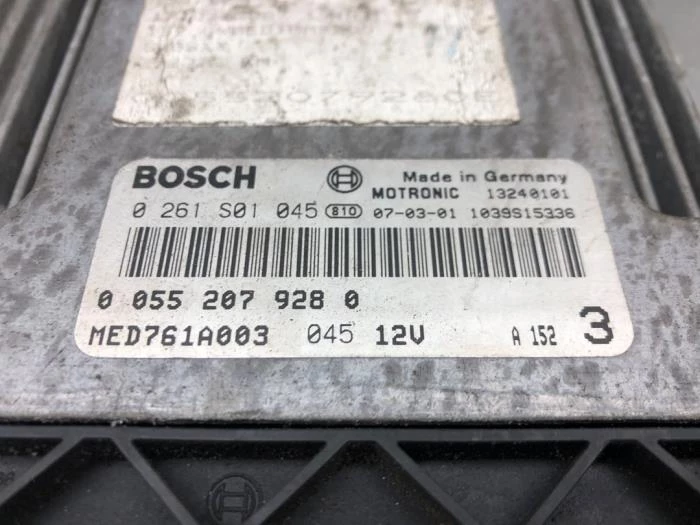 BOSCH Made in Germany
MOTRONIC 13240101
0 261 S01 045 810 07-03-01 1039S15336
0 055 207 928 0
MED761A003 045 12V A 152 3